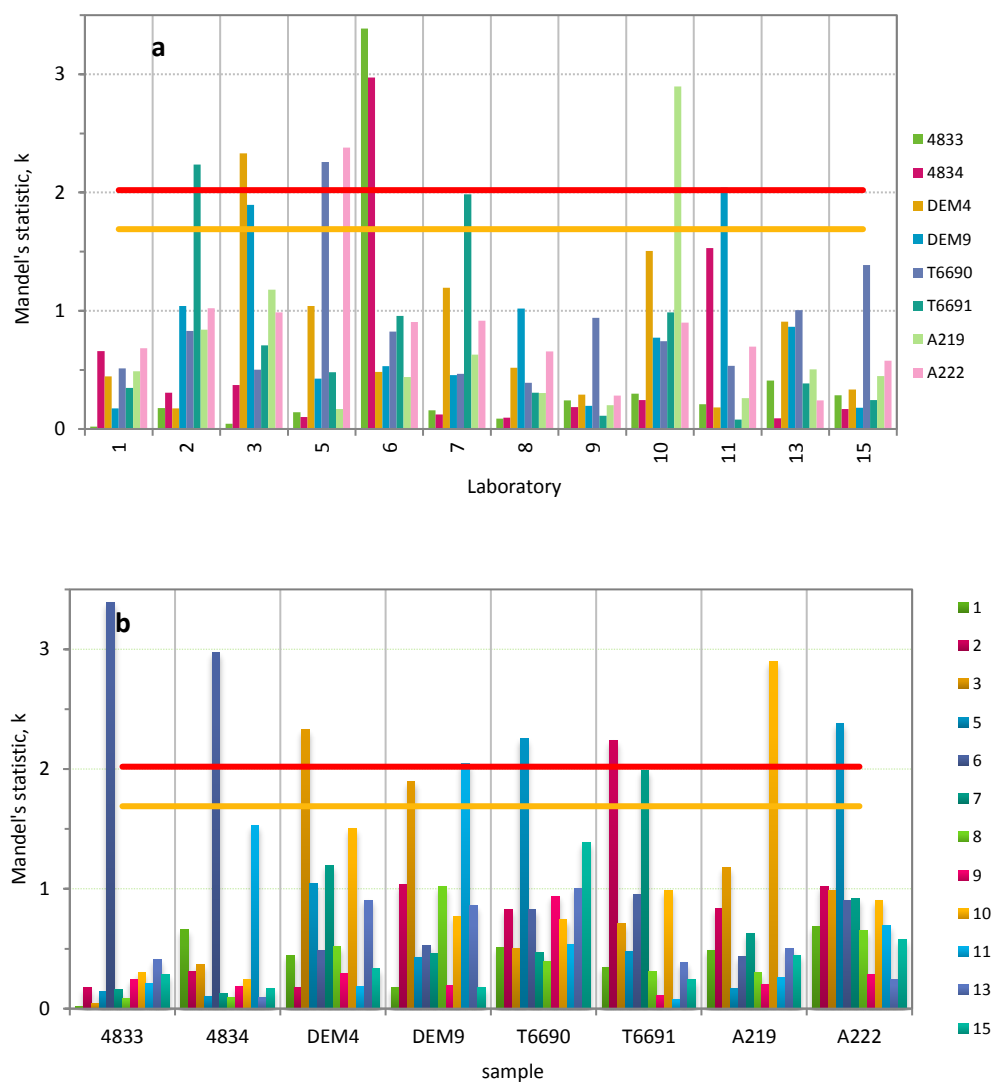 a
3
2
1
0
Mandel's statistic, k
1 2 3 5 6 7 8 9 10 11 13 15
Laboratory
4833
4834
DEM4
DEM9
T6690
T6691
A219
A222
b
3
2
1
0
Mandel's statistic, k
4833 4834 DEM4 DEM9 T6690 T6691 A219 A222
sample
1
2
3
5
6
7
8
9
10
11
13
15